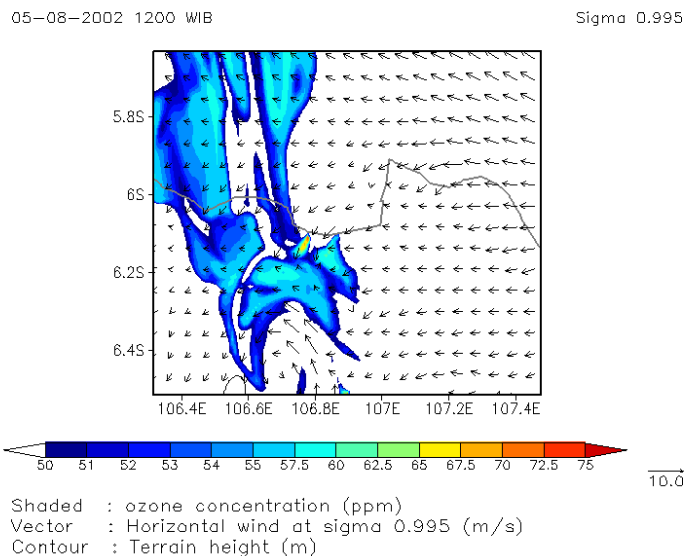 05-08-2002 1200 WIB Sigma 0.995
5.8S
6S
6.2S
6.4S
106.4E 106.6E 106.8E 107E 107.2E 107.4E
50 51 52 53 54 55 57.5 60 62.5 65 67.5 70 72.5 75
10.0
Shaded : ozone concentration (ppm)
Vector : Horizontal wind at sigma 0.995 (m/s)
Contour : Terrain height (m)